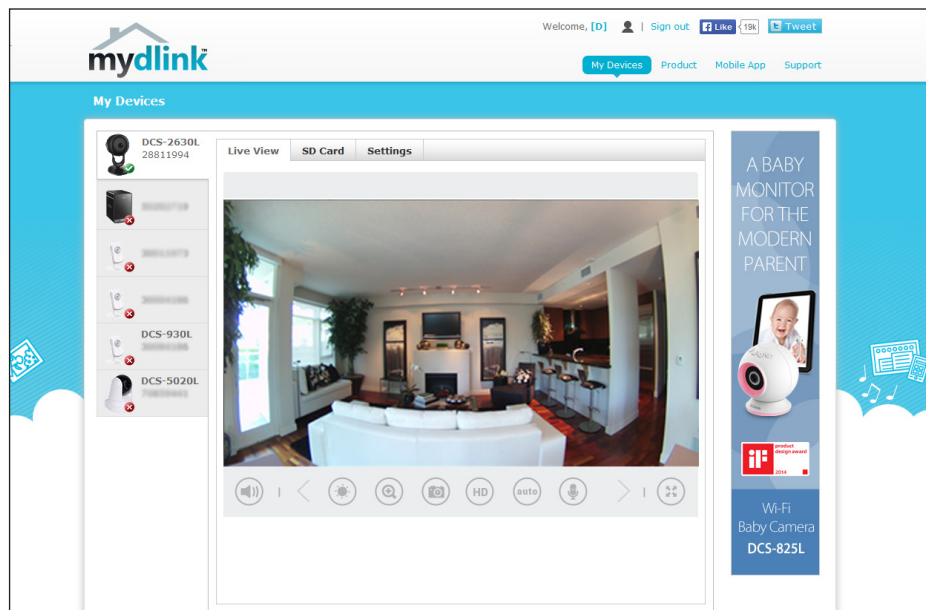 Welcome, [D] | Sign out Like 19k Tweet
mydlink™
My Devices Product Mobile App Support
My Devices
DCS-2630L
28811994
Live View SD Card Settings
DCS-930L
DCS-5020L
HD auto
A BABY
MONITOR
FOR THE
MODERN
PARENT
iF
product
design award
2014
Wi-Fi
Baby Camera
DCS-825L